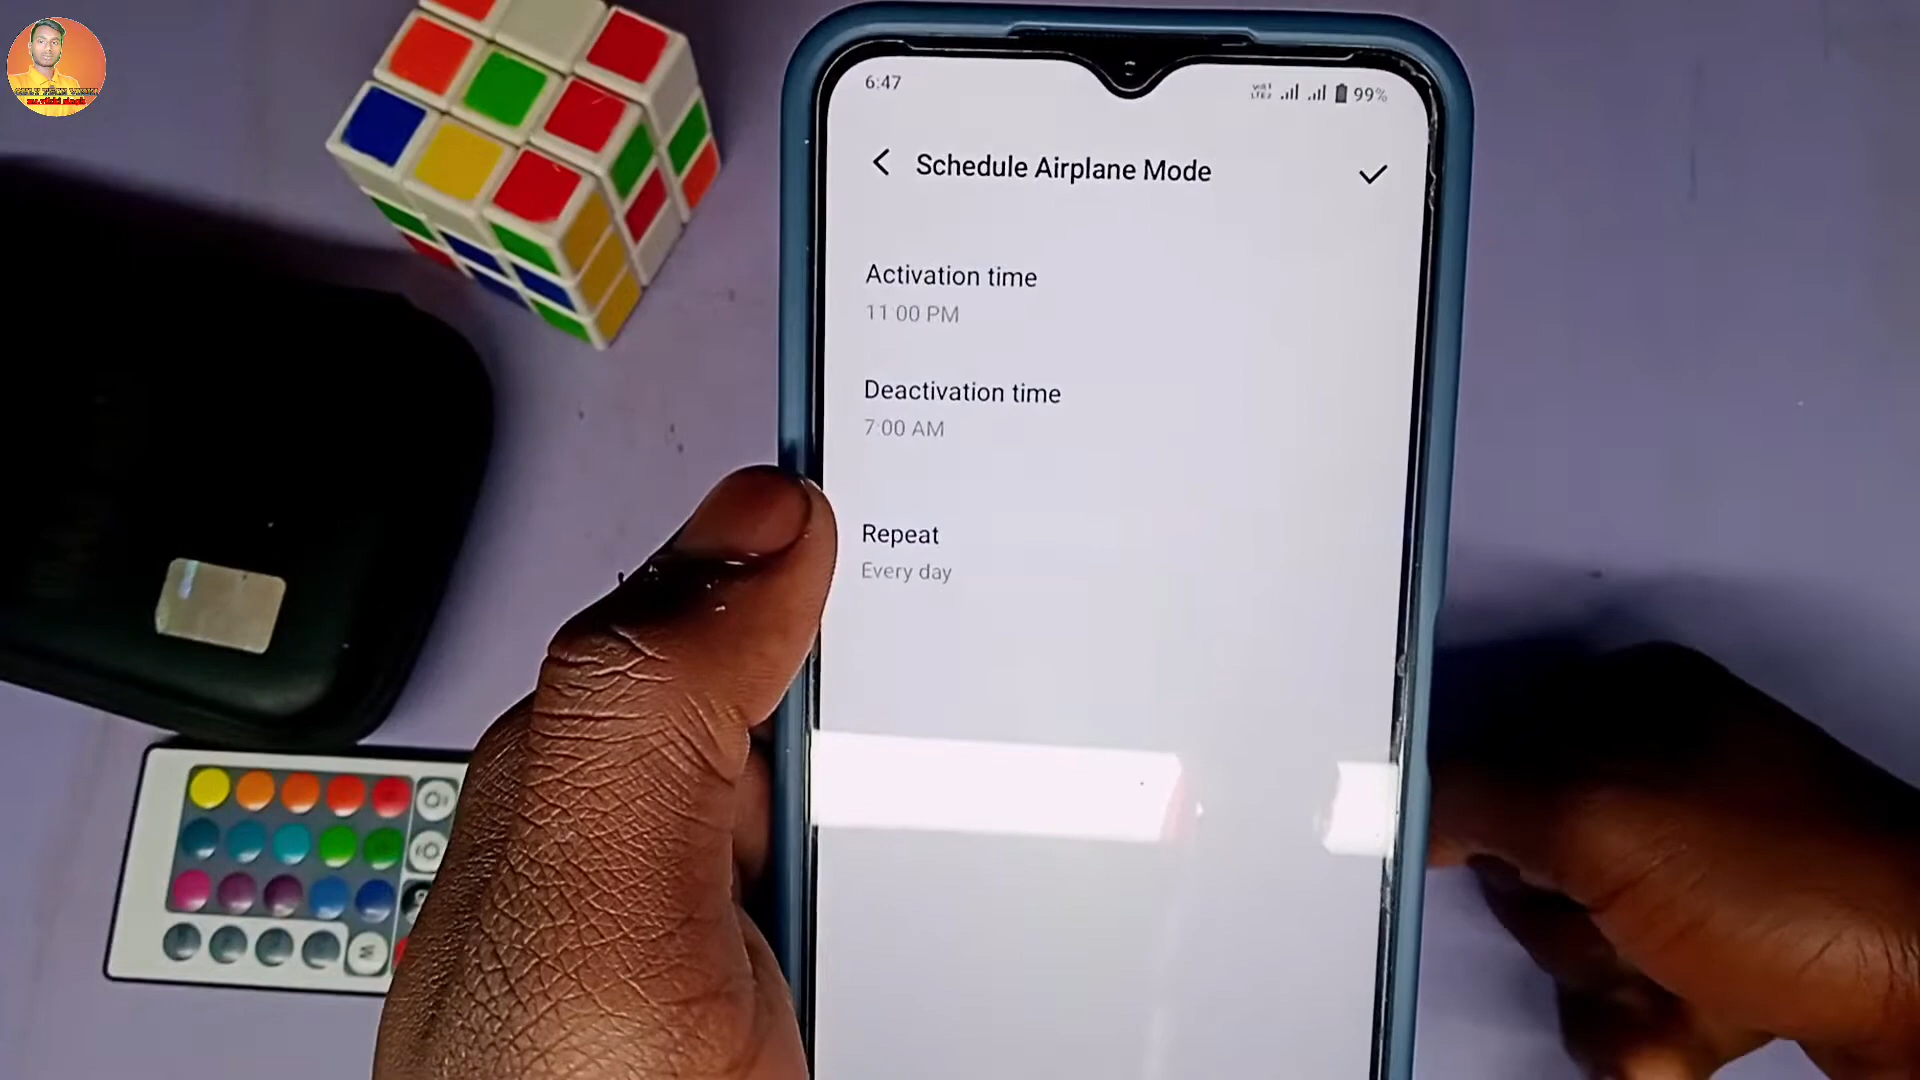 6:47
99%
Schedule Airplane Mode
Activation time
11:00 PM
Deactivation time
7:00 AM
Repeat
Every day